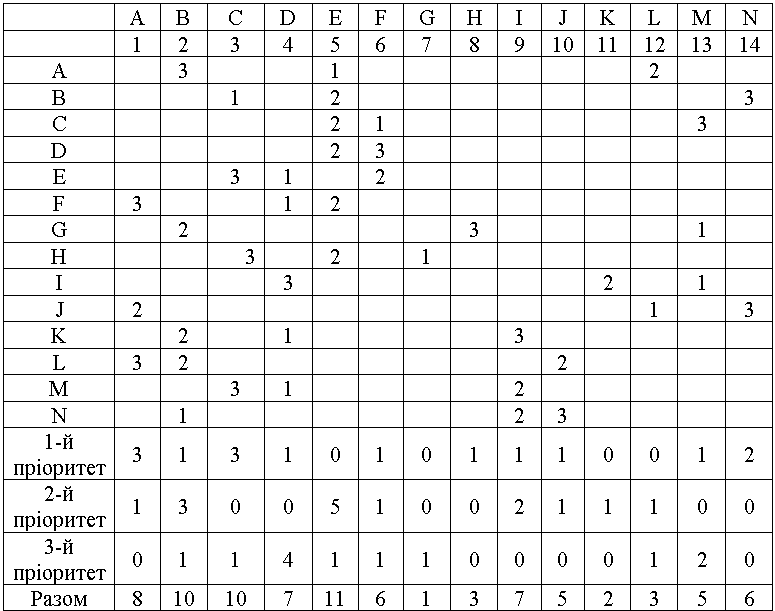 A B C D E F G H I J K L M N
1 2 3 4 5 6 7 8 9 10 11 12 13 14
A 3 1 2
B 1 2 3
C 2 1 3
D 2 3
E 3 1 2
F 3 1 2
G 2 3 1
H 3 2 1
I 3 2 1
J 2 1 3
K 2 1 3
L 3 2 2
M 3 1 2
N 1 2 3
1-й
пріоритет 3 1 3 1 0 1 0 1 1 1 0 0 1 2
2-й
пріоритет 1 3 0 0 5 1 0 0 2 1 1 1 0 0
3-й
пріоритет 0 1 1 4 1 1 1 0 0 0 0 1 2 0
Разом 8 10 10 7 11 6 1 3 7 5 2 3 5 6